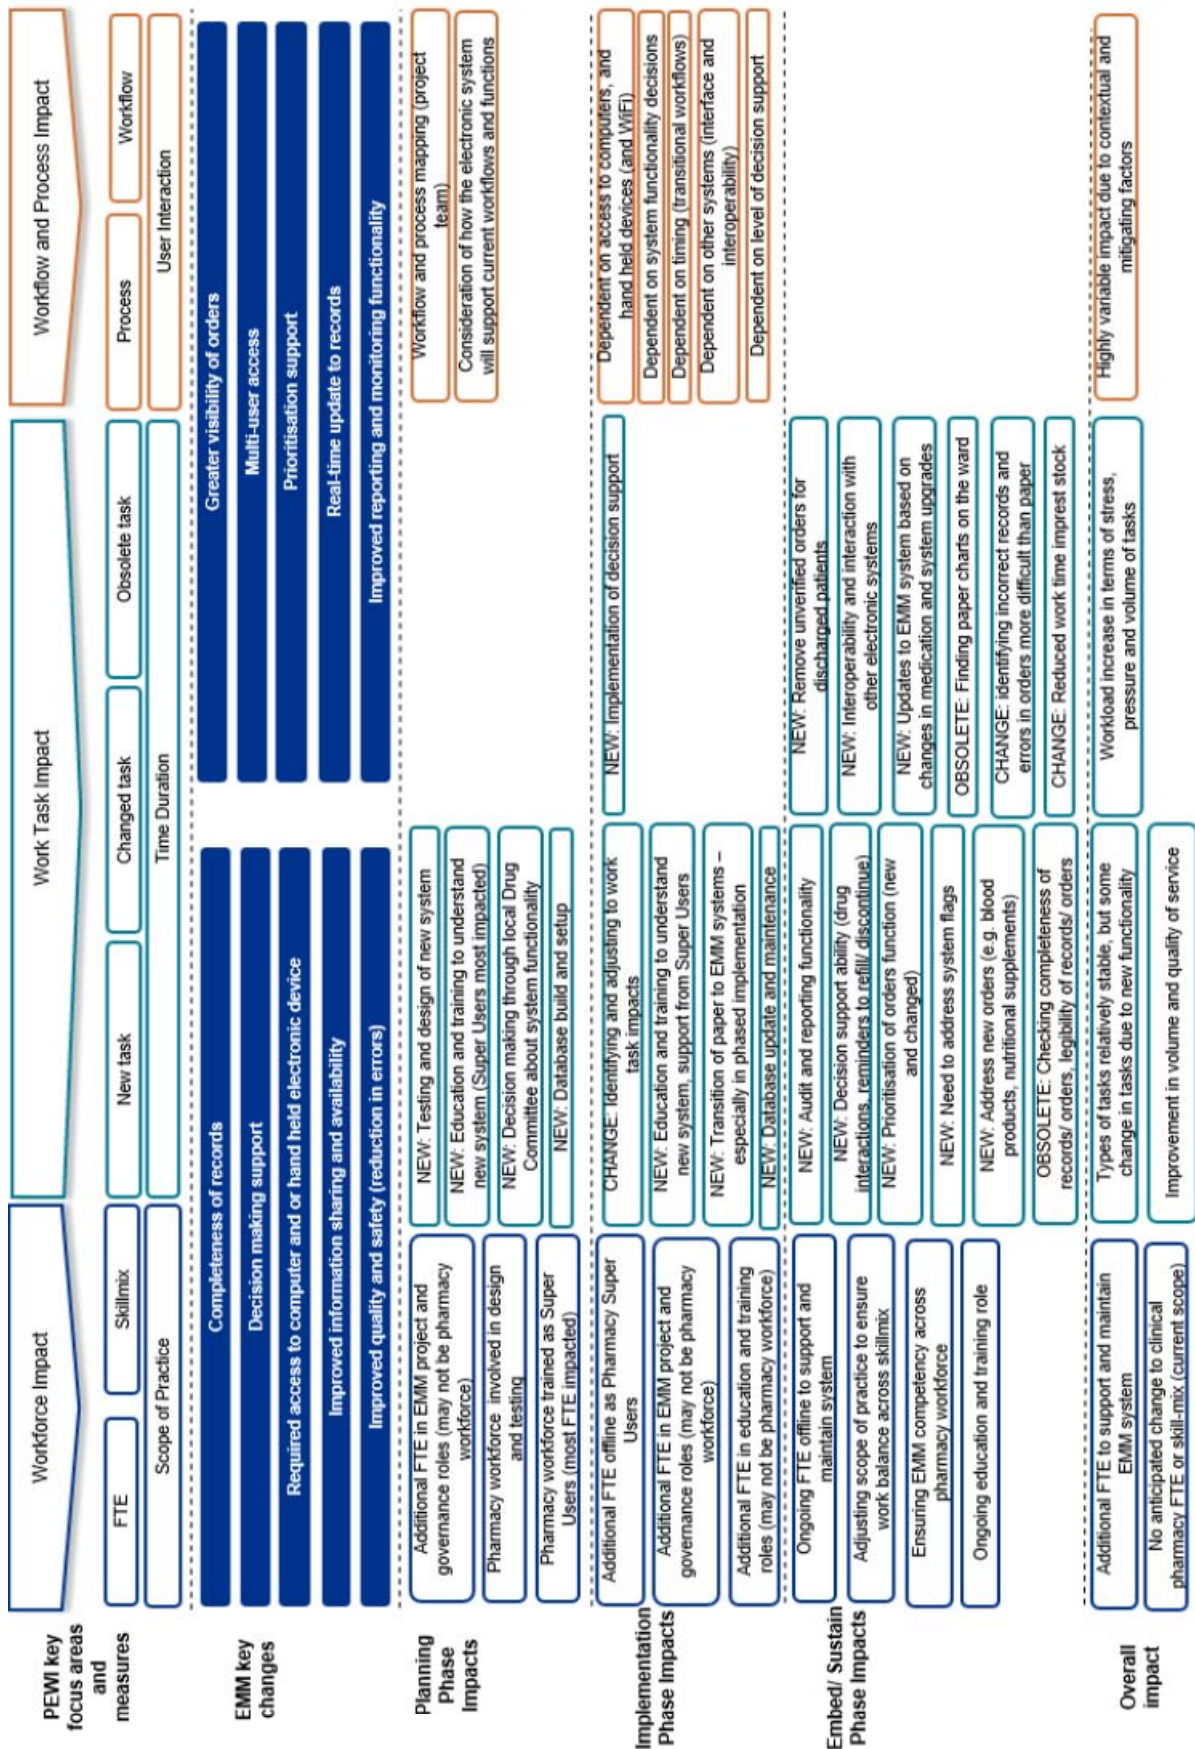 PEWI key
focus areas
and
measures
Workforce Impact
Work Task Impact
Workflow and Process Impact
FTE
Skillmix
New task
Changed task
Obsolete task
Process
Workflow
Scope of Practice
Time Duration
User Interaction
EMM key
changes
Completeness of records
Decision making support
Required access to computer and or hand held electronic device
Improved information sharing and availability
Improved quality and safety (reduction in errors)
Greater visibility of orders
Multi-user access
Prioritisation support
Real-time update to records
Improved reporting and monitoring functionality
Planning
Phase
Impacts
Additional FTE in EMM project and
governance roles (may not be pharmacy
workforce)
Pharmacy workforce involved in design
and testing
Pharmacy workforce trained as Super
Users (most FTE impacted)
NEW: Testing and design of new system
NEW: Education and training to understand
new system (Super Users most impacted)
NEW: Decision making through local Drug
Committee about system functionality
NEW: Database build and setup
Workflow and process mapping (project
team)
Consideration of how the electronic system
will support current workflows and functions
Implementation
Phase Impacts
Additional FTE offline as Pharmacy Super
Users
Additional FTE in EMM project and
governance roles (may not be pharmacy
workforce)
Additional FTE in education and training
roles (may not be pharmacy workforce)
CHANGE: Identifying and adjusting to work
task impacts
NEW: Education and training to understand
new system, support from Super Users
NEW: Transition of paper to EMM systems –
especially in phased implementation
NEW: Database update and maintenance
NEW: Implementation of decision support
Dependent on access to computers, and
hand held devices (and WiFi)
Dependent on system functionality decisions
Dependent on timing (transitional workflows)
Dependent on other systems (interface and
interoperability)
Dependent on level of decision support
Embed/ Sustain
Phase Impacts
Ongoing FTE offline to support and
maintain system
Adjusting scope of practice to ensure
work balance across skillmix
Ensuring EMM competency across
pharmacy workforce
Ongoing education and training role
NEW: Audit and reporting functionality
NEW: Decision support ability (drug
interactions, reminders to refill/ discontinue)
NEW: Prioritisation of orders function (new
and changed)
NEW: Need to address system flags
NEW: Address new orders (e.g. blood
products, nutritional supplements)
OBSOLETE: Checking completeness of
records/ orders, legibility of records/ orders
NEW: Remove unverified orders for
discharged patients
NEW: Interoperability and interaction with
other electronic systems
NEW: Updates to EMM system based on
changes in medication and system upgrades
OBSOLETE: Finding paper charts on the ward
CHANGE: identifying incorrect records and
errors in orders more difficult than paper
CHANGE: Reduced work time imprest stock
Overall
impact
Additional FTE to support and maintain
EMM system
No anticipated change to clinical
pharmacy FTE or skill-mix (current scope)
Types of tasks relatively stable, but some
change in tasks due to new functionality
Improvement in volume and quality of service
Workload increase in terms of stress,
pressure and volume of tasks
Highly variable impact due to contextual and
mitigating factors